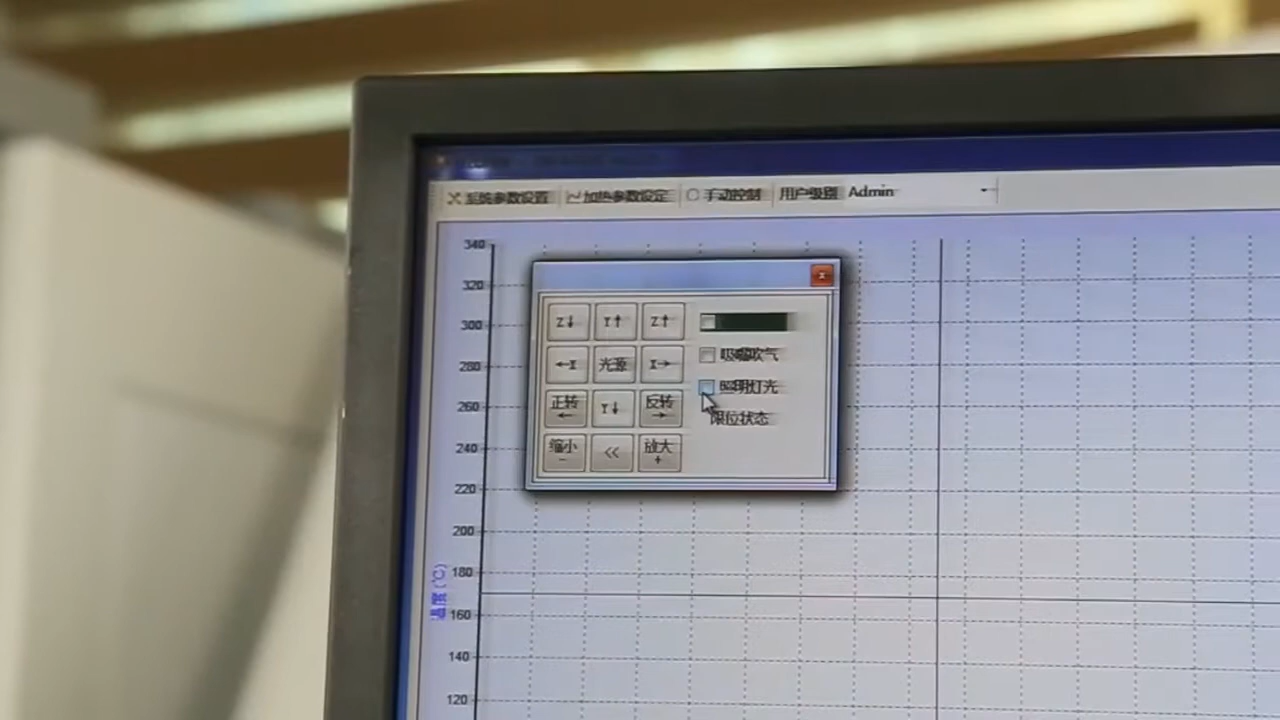 系统参数设置 加热参数设定 手动控制 用户级别 Admin
340
320
300
280
260
240
220
200
180
160
140
120
温度(℃)
Z↓ Y↑ Z↑
←X 光源 X→
正转← Y↓ 反转→
缩小- << 放大+
吸嘴吹气
照明灯光
限位状态